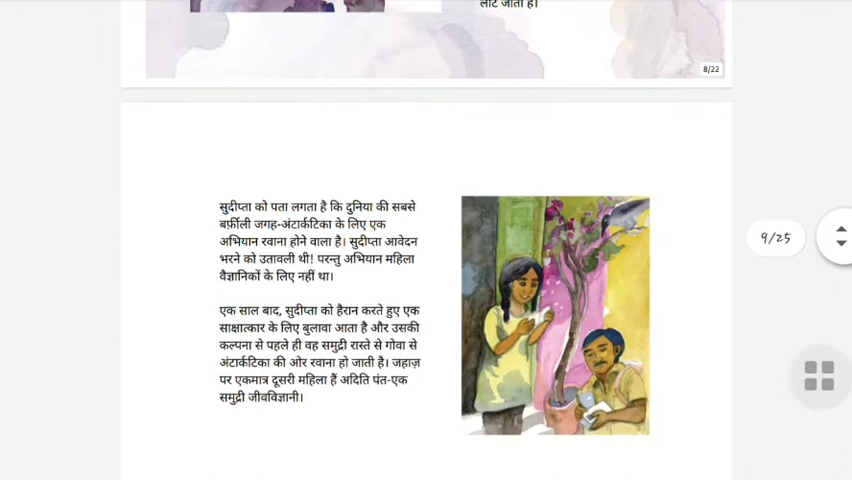 लौट जाती है।
8/22
सुदीप्ता को पता लगता है कि दुनिया की सबसे
बर्फ़ीली जगह-अंटार्कटिका के लिए एक
अभियान रवाना होने वाला है। सुदीप्ता आवेदन
भरने को उतावली थी! परन्तु अभियान महिला
वैज्ञानिकों के लिए नहीं था।
एक साल बाद, सुदीप्ता को हैरान करते हुए एक
साक्षात्कार के लिए बुलावा आता है और उसकी
कल्पना से पहले ही वह समुद्री रास्ते से गोवा से
अंटार्कटिका की ओर रवाना हो जाती है। जहाज़
पर एकमात्र दूसरी महिला हैं अदिति पंत-एक
समुद्री जीवविज्ञानी।
9/25